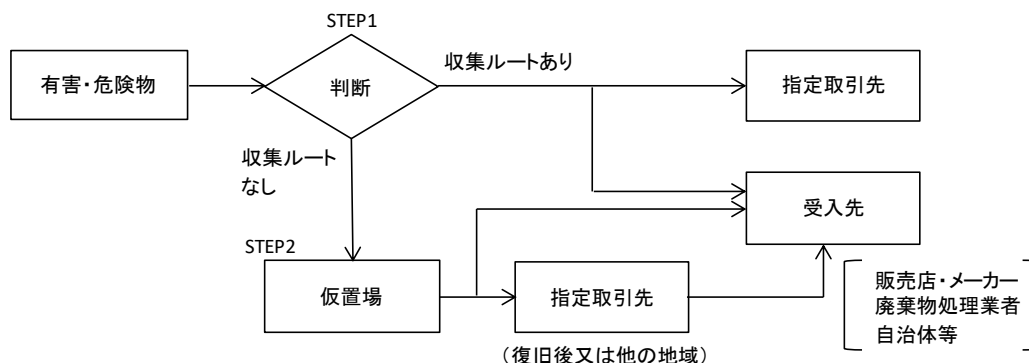 STEP1
有害・危険物
判断
収集ルートあり
指定取引先
収集ルート
なし
受入先
STEP2
仮置場
指定取引先
販売店・メーカー
廃棄物処理業者
自治体等
（復旧後又は他の地域）